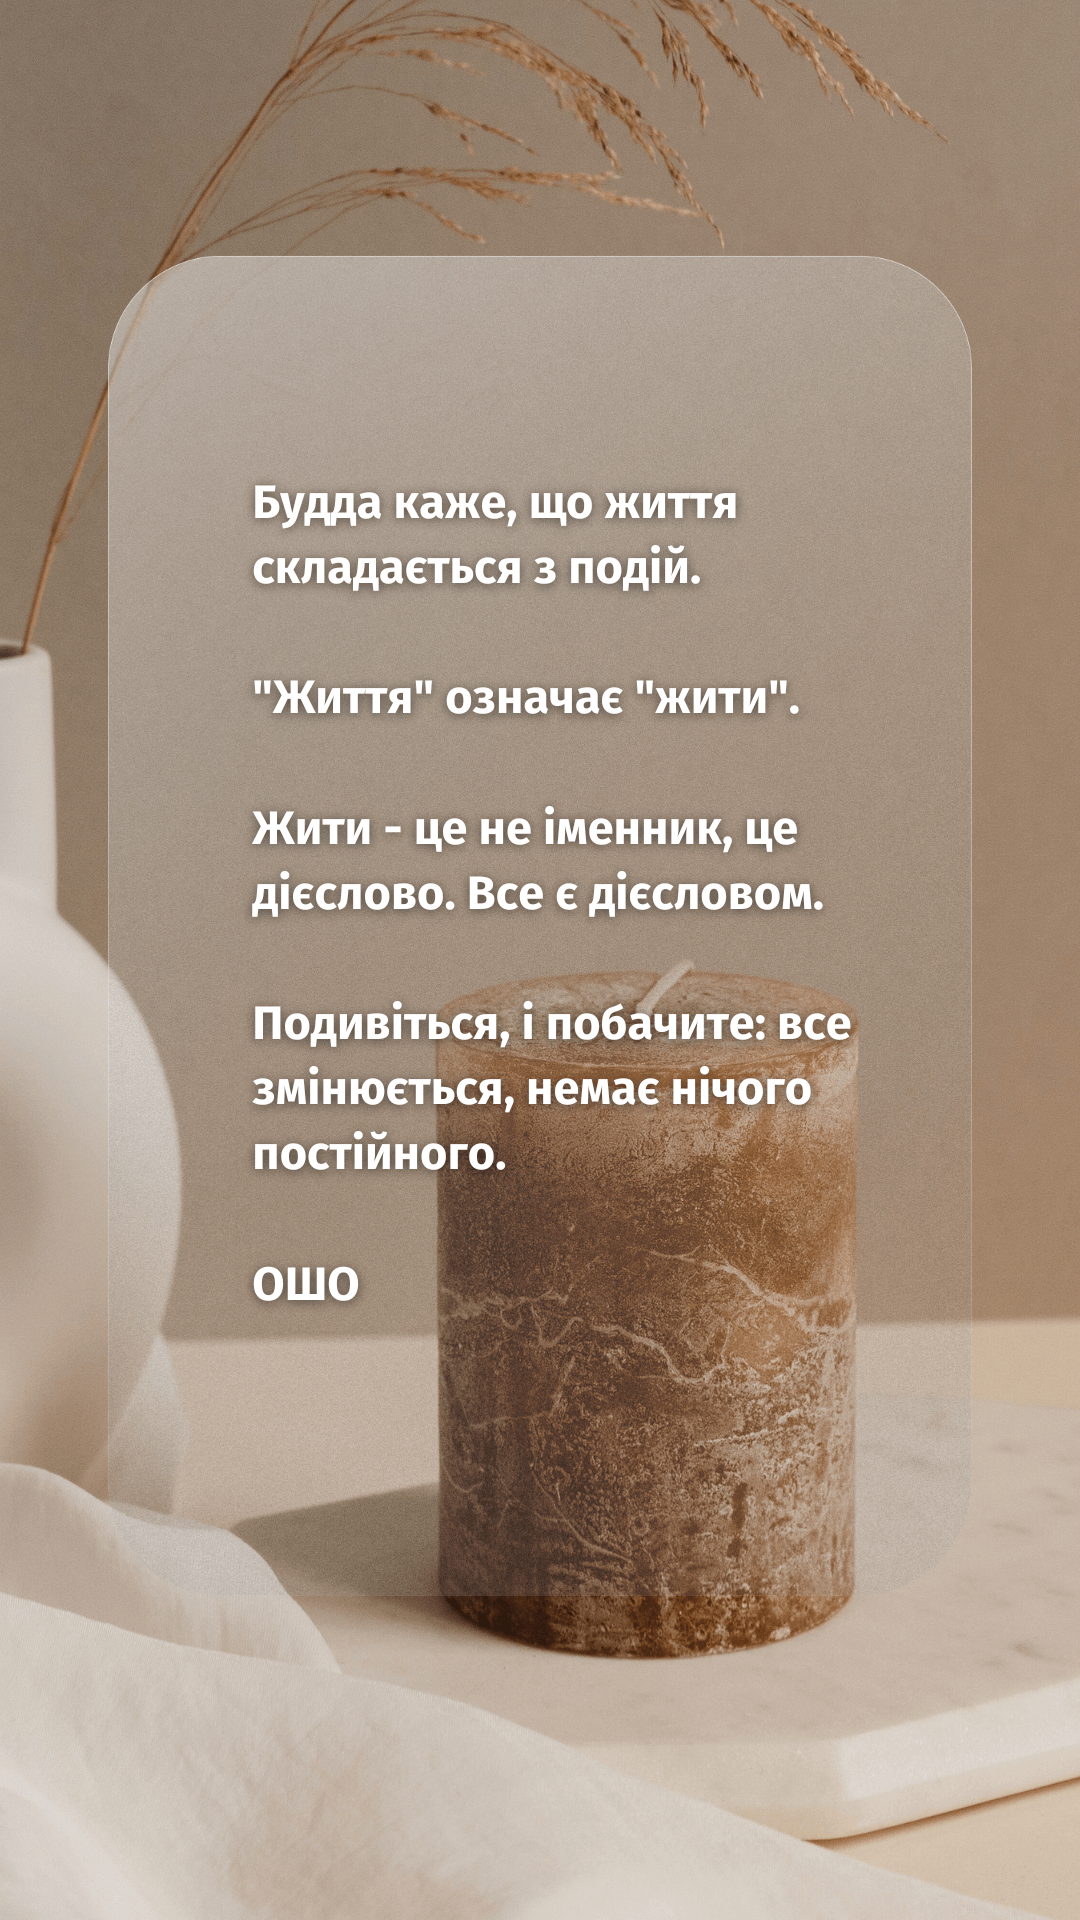 Будда каже, що життя
складається з подій.
"Життя" означає "жити".
Жити - це не іменник, це
дієслово. Все є дієсловом.
Подивіться, і побачите: все
змінюється, немає нічого
постійного.
ОШО